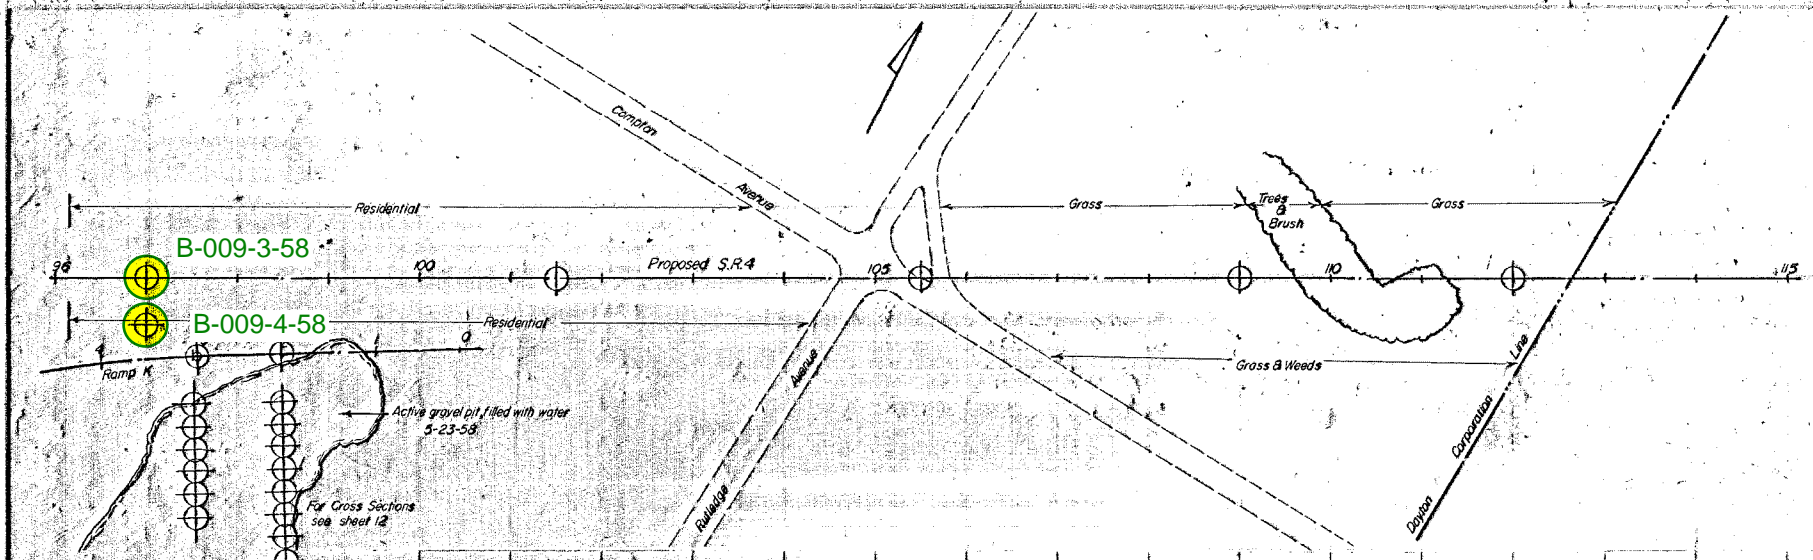 Compton
Avenue
Residential
Grass
Trees
&
Brush
Grass
B-009-3-58
96
100
Proposed S.R.4
105
110
115
B-009-4-58
Residential
Ramp K
Active gravel pit, filled with water
5-23-58
Avenue
Rutledge
Grass & Weeds
Line
Corporation
Dayton
For Cross Sections
see sheet 12